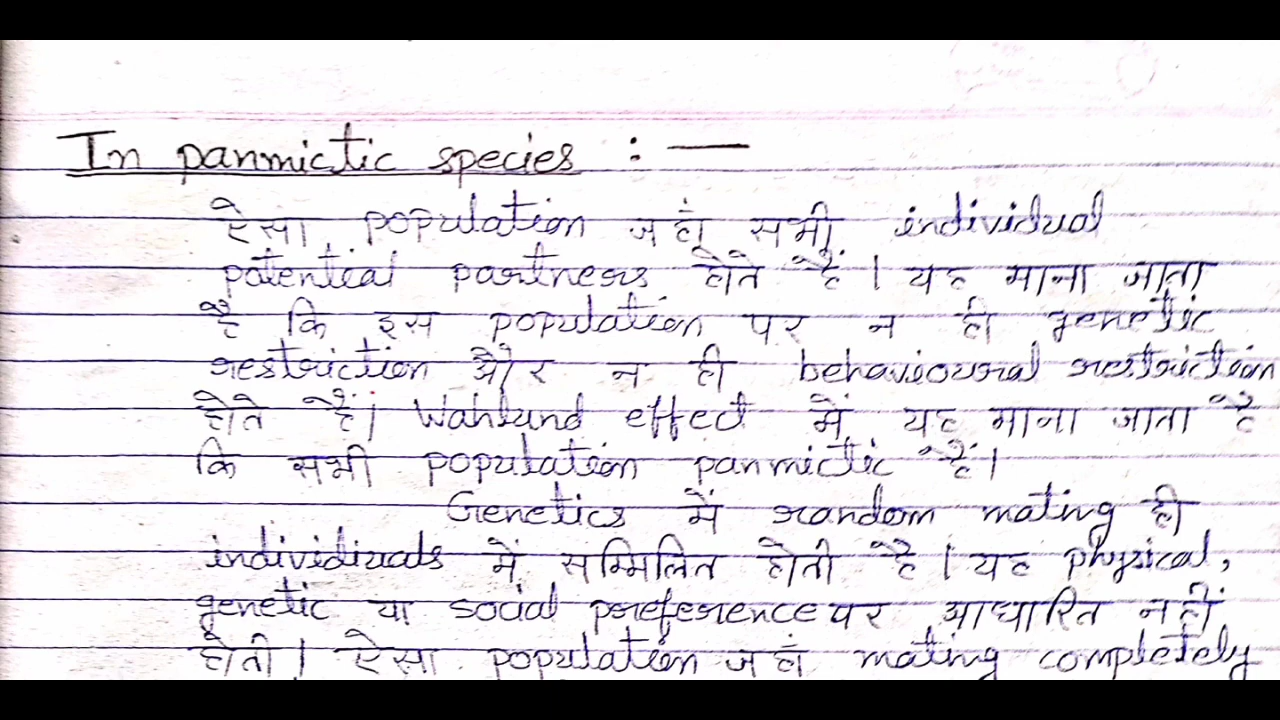 In panmictic species : —
ऐसा population जहां सभी individual
potential partners होते हैं। यह माना जाता
है कि इस population पर न ही genetic
restriction और न ही behavioural restriction
होते हैं। Wahlund effect में यह माना जाता है
कि सभी population panmictic हैं।
Genetics में random mating ही
individuals में सम्मिलित होती है। यह physical,
genetic या social preference पर आधारित नहीं
होती। ऐसा population जहां mating completely